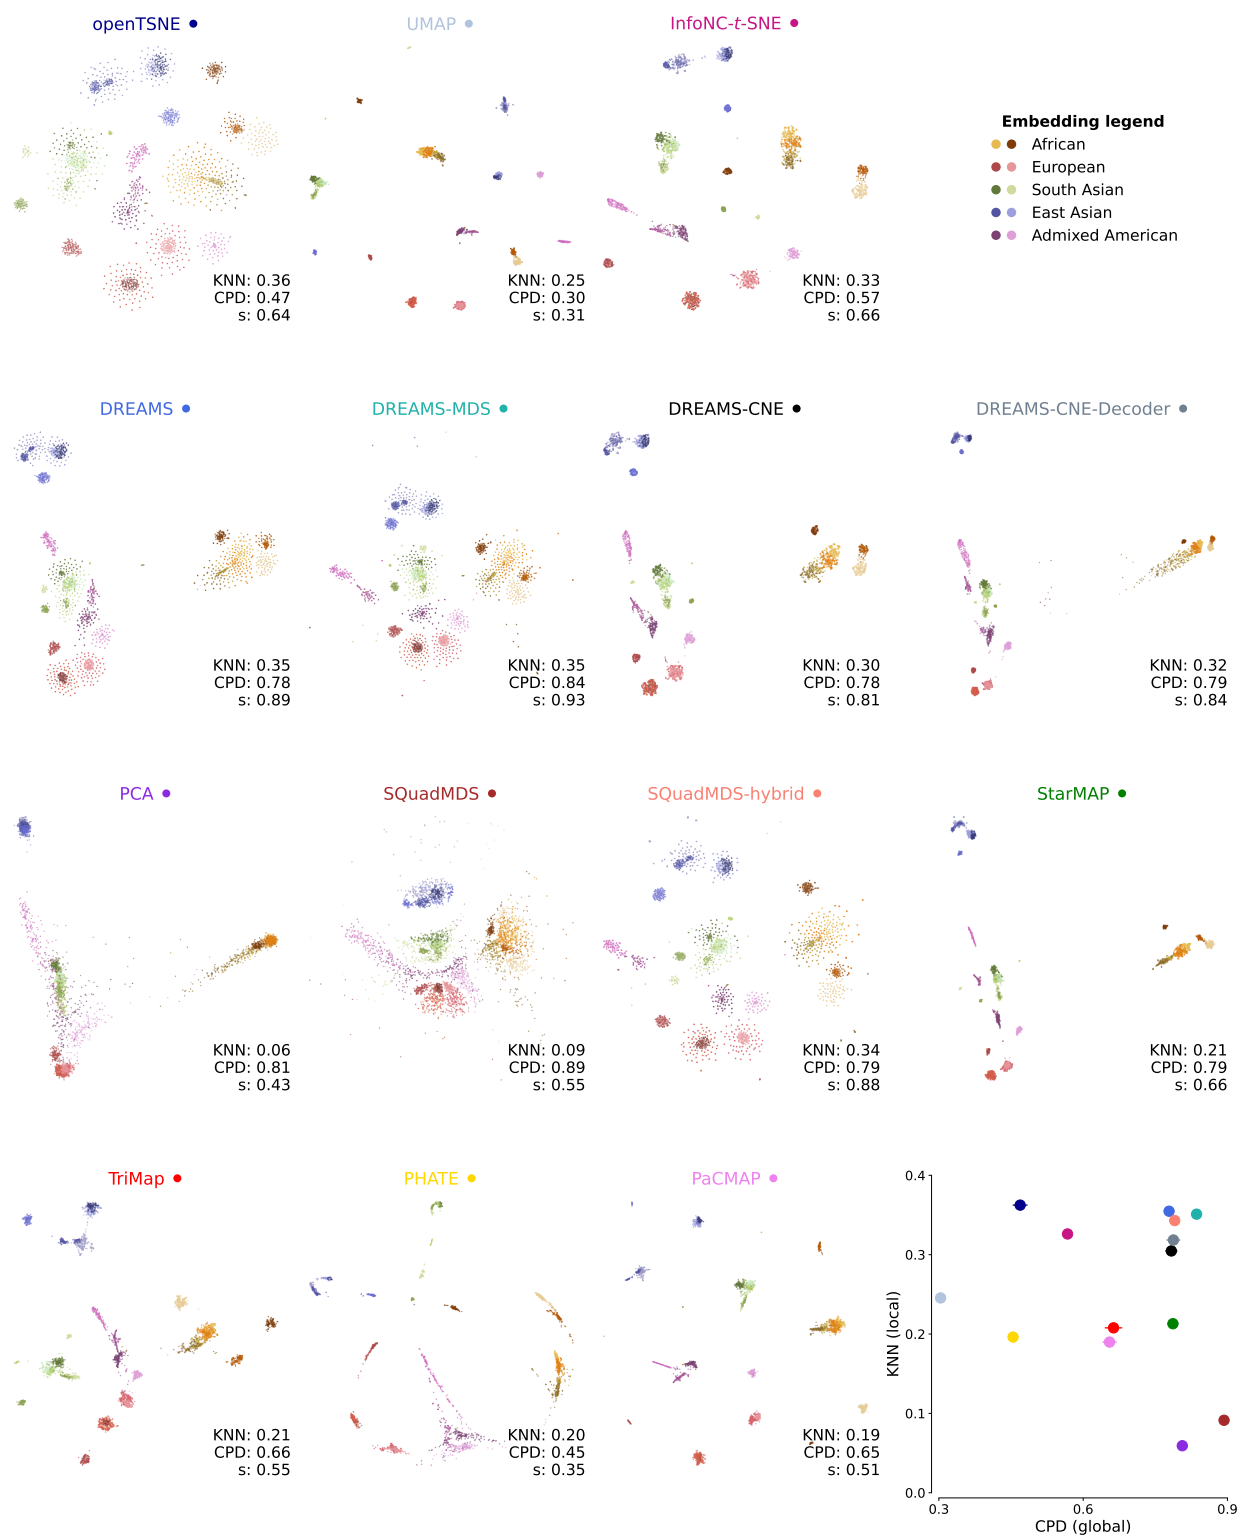 openTSNE
UMAP
InfoNC-t-SNE
Embedding legend
African
European
South Asian
East Asian
Admixed American
KNN: 0.36
CPD: 0.47
s: 0.64
KNN: 0.25
CPD: 0.30
s: 0.31
KNN: 0.33
CPD: 0.57
s: 0.66
DREAMS
DREAMS-MDS
DREAMS-CNE
DREAMS-CNE-Decoder
KNN: 0.35
CPD: 0.78
s: 0.89
KNN: 0.35
CPD: 0.84
s: 0.93
KNN: 0.30
CPD: 0.78
s: 0.81
KNN: 0.32
CPD: 0.79
s: 0.84
PCA
SQuadMDS
SQuadMDS-hybrid
StarMAP
KNN: 0.06
CPD: 0.81
s: 0.43
KNN: 0.09
CPD: 0.89
s: 0.55
KNN: 0.34
CPD: 0.79
s: 0.88
KNN: 0.21
CPD: 0.79
s: 0.66
TriMap
PHATE
PaCMAP
KNN: 0.21
CPD: 0.66
s: 0.55
KNN: 0.20
CPD: 0.45
s: 0.35
KNN: 0.19
CPD: 0.65
s: 0.51
KNN (local)
0.4
0.3
0.2
0.1
0.0
0.3
0.6
0.9
CPD (global)